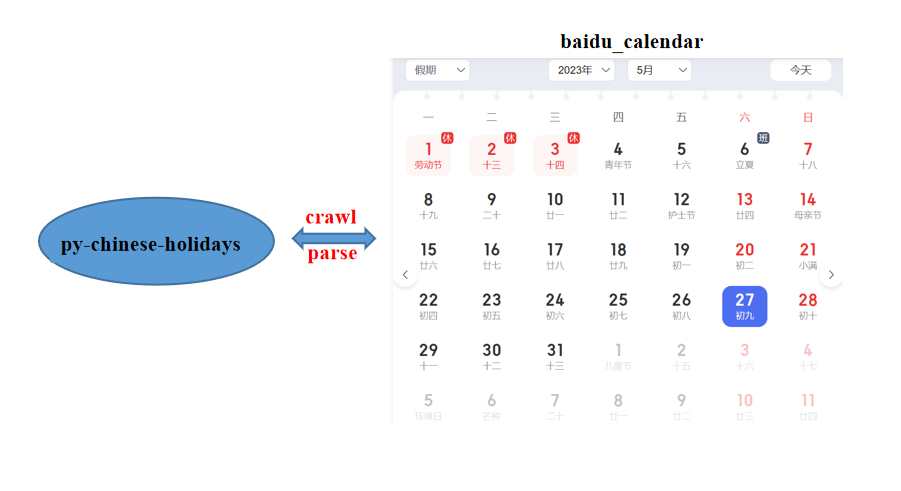 baidu_calendar
假期 2023年 5月 今天
一 二 三 四 五 六 日
休 休 休 班
1 2 3 4 5 6 7
劳动节 十三 十四 青年节 十六 立夏 十八
8 9 10 11 12 13 14
十九 二十 廿一 廿二 护士节 廿四 母亲节
15 16 17 18 19 20 21
廿六 廿七 廿八 廿九 初一 初二 小满
22 23 24 25 26 27 28
初四 初五 初六 初七 初八 初九 初十
29 30 31 1 2 3 4
十一 十二 十三 儿童节 十五 十六 十七
5 6 7 8 9 10 11
环境日 芒种 二十 廿一 廿二 廿三 廿四
py-chinese-holidays
crawl
parse